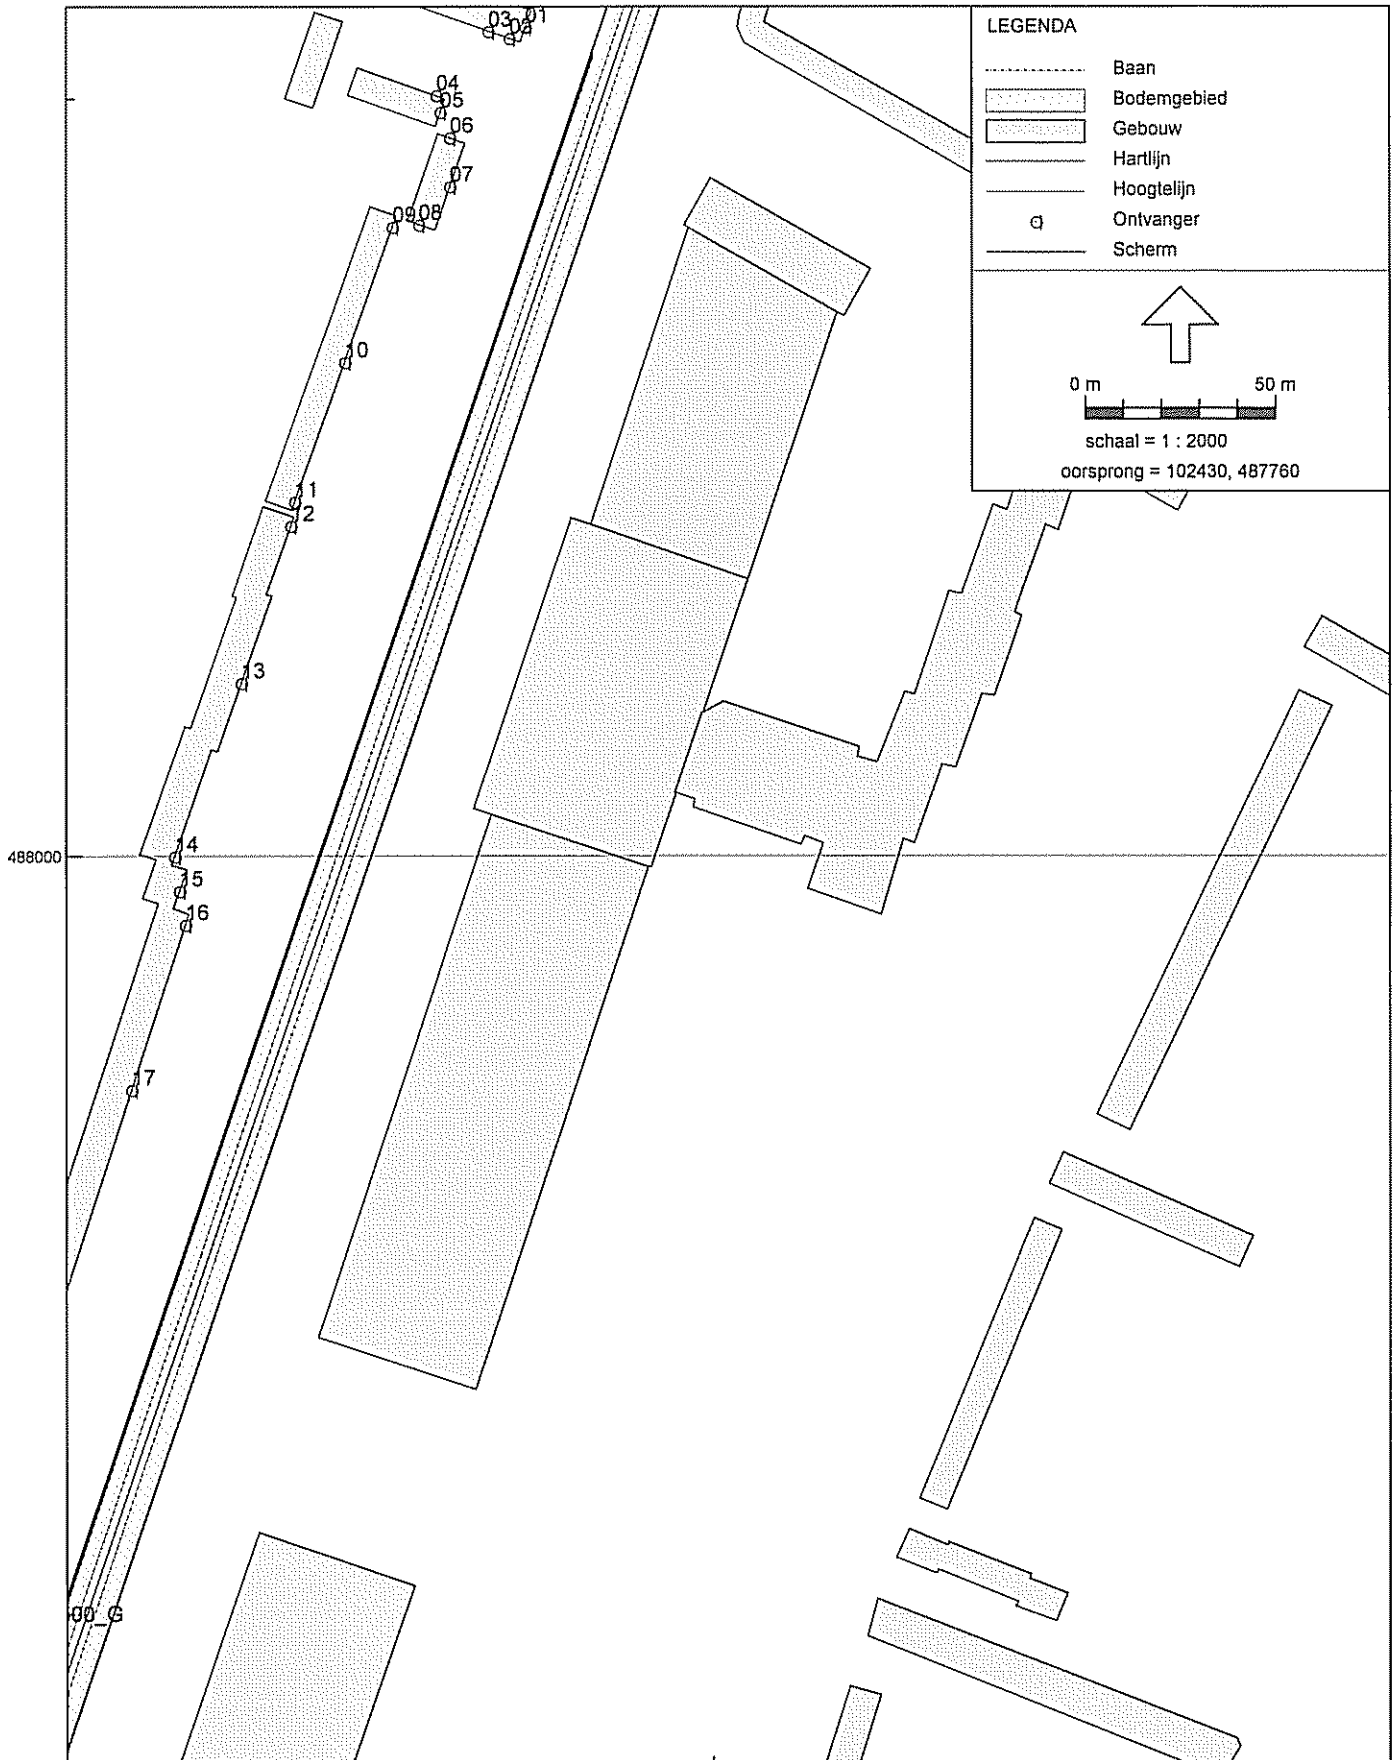 01
03
02
04
05
06
07
09
08
10
11
12
13
14
15
16
17
488000
00_G
LEGENDA
Baan
Bodemgebied
Gebouw
Hartlijn
Hoogtelijn
Ontvanger
Scherm
0 m 50 m
schaal = 1 : 2000
oorsprong = 102430, 487760